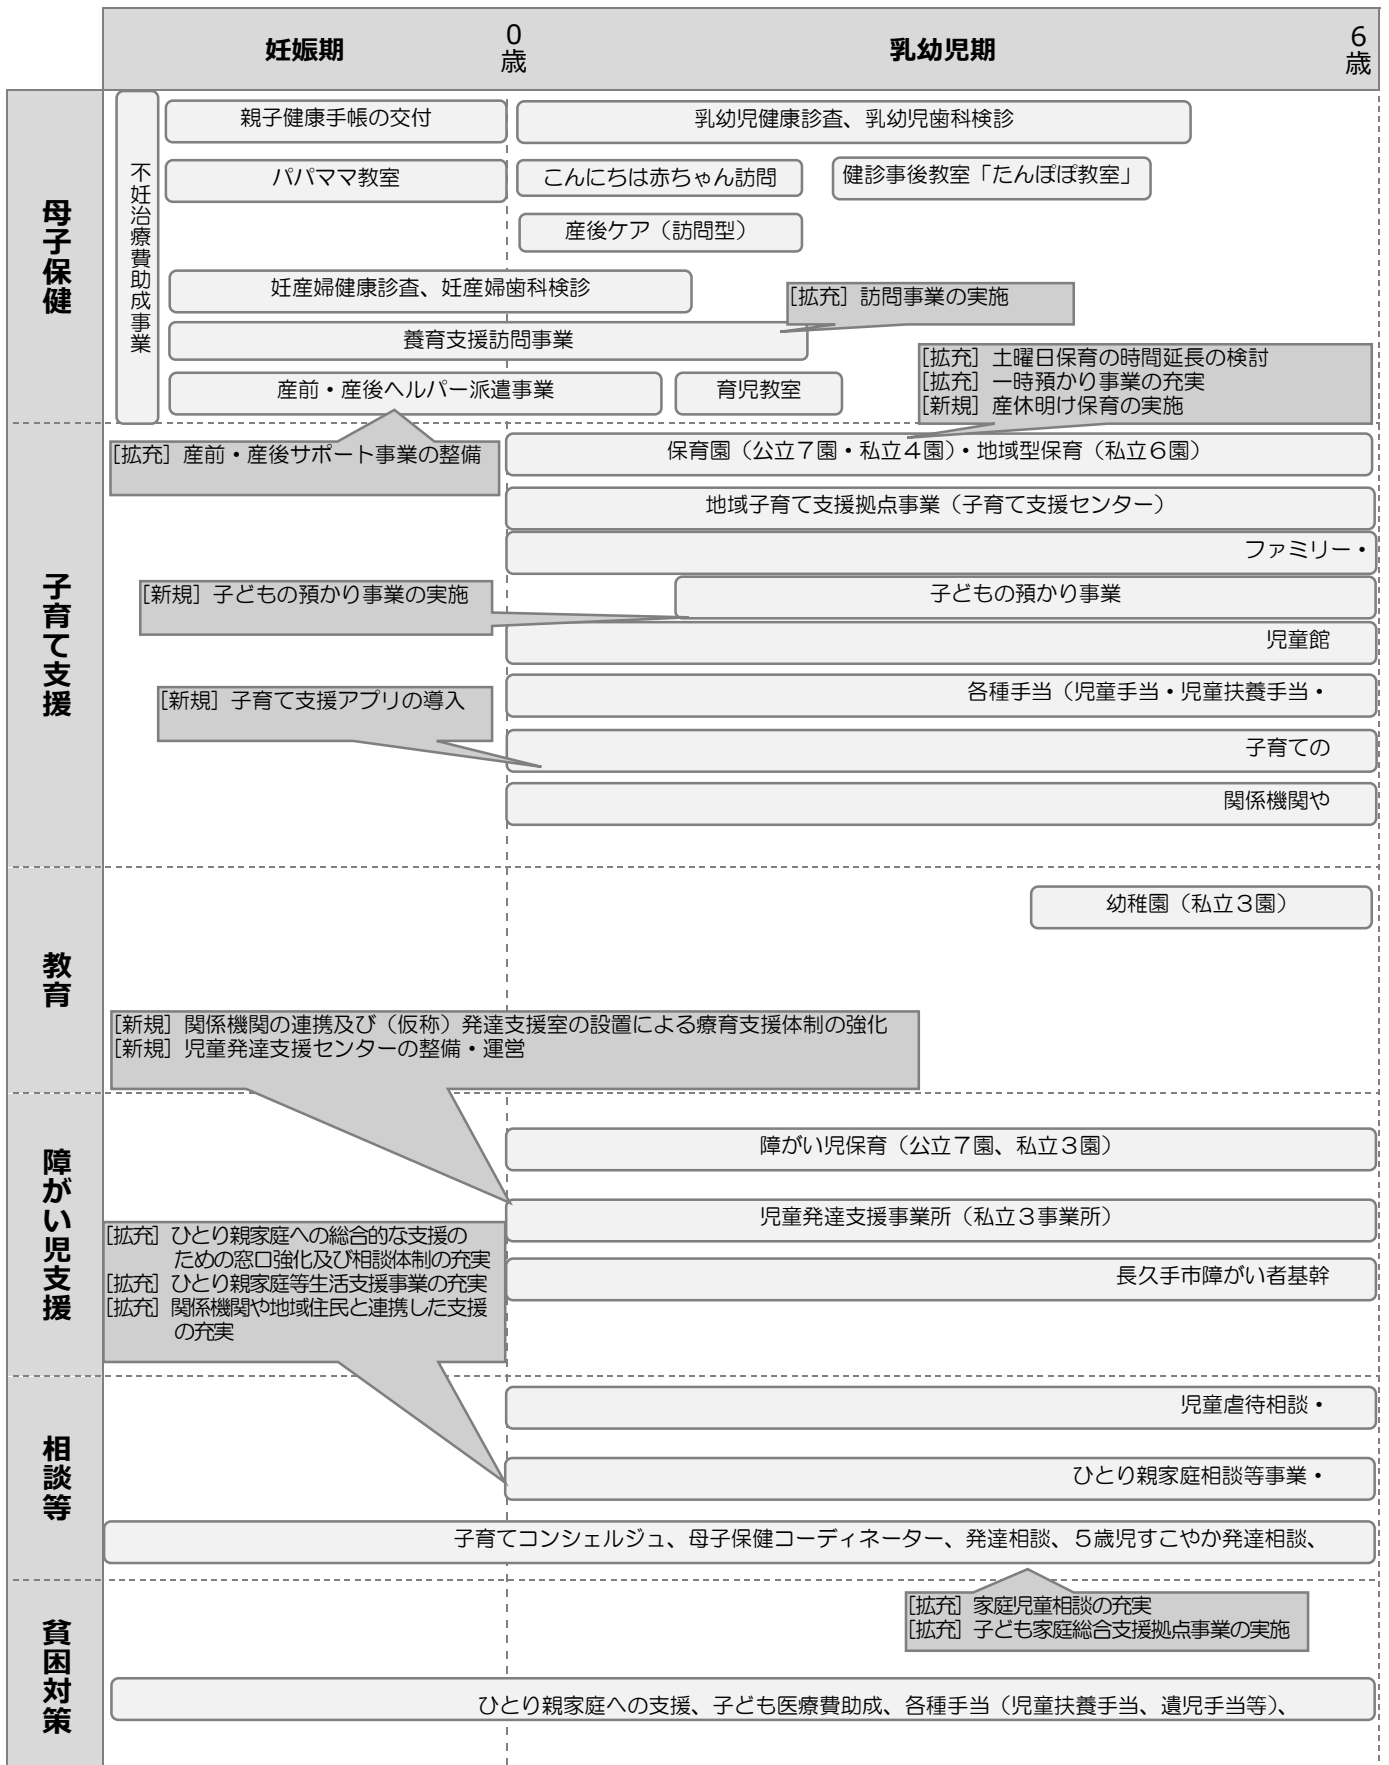 妊娠期
0歳
乳幼児期
6歳
母子保健
不妊治療費助成事業
親子健康手帳の交付
乳幼児健康診査、乳幼児歯科検診
パパママ教室
こんにちは赤ちゃん訪問
健診事後教室「たんぽぽ教室」
産後ケア（訪問型）
妊産婦健康診査、妊産婦歯科検診
[拡充] 訪問事業の実施
養育支援訪問事業
[拡充] 土曜日保育の時間延長の検討
[拡充] 一時預かり事業の充実
[新規] 産休明け保育の実施
産前・産後ヘルパー派遣事業
育児教室
子育て支援
[拡充] 産前・産後サポート事業の整備
保育園（公立７園・私立４園）・地域型保育（私立６園）
地域子育て支援拠点事業（子育て支援センター）
ファミリー・
[新規] 子どもの預かり事業の実施
子どもの預かり事業
児童館
[新規] 子育て支援アプリの導入
各種手当（児童手当・児童扶養手当・
子育ての
関係機関や
教育
幼稚園（私立３園）
[新規] 関係機関の連携及び（仮称）発達支援室の設置による療育支援体制の強化
[新規] 児童発達支援センターの整備・運営
障がい児支援
障がい児保育（公立７園、私立３園）
児童発達支援事業所（私立３事業所）
[拡充] ひとり親家庭への総合的な支援の
ための窓口強化及び相談体制の充実
[拡充] ひとり親家庭等生活支援事業の充実
[拡充] 関係機関や地域住民と連携した支援
の充実
長久手市障がい者基幹
相談等
児童虐待相談・
ひとり親家庭相談等事業・
子育てコンシェルジュ、母子保健コーディネーター、発達相談、５歳児すこやか発達相談、
貧困対策
[拡充] 家庭児童相談の充実
[拡充] 子ども家庭総合支援拠点事業の実施
ひとり親家庭への支援、子ども医療費助成、各種手当（児童扶養手当、遺児手当等）、